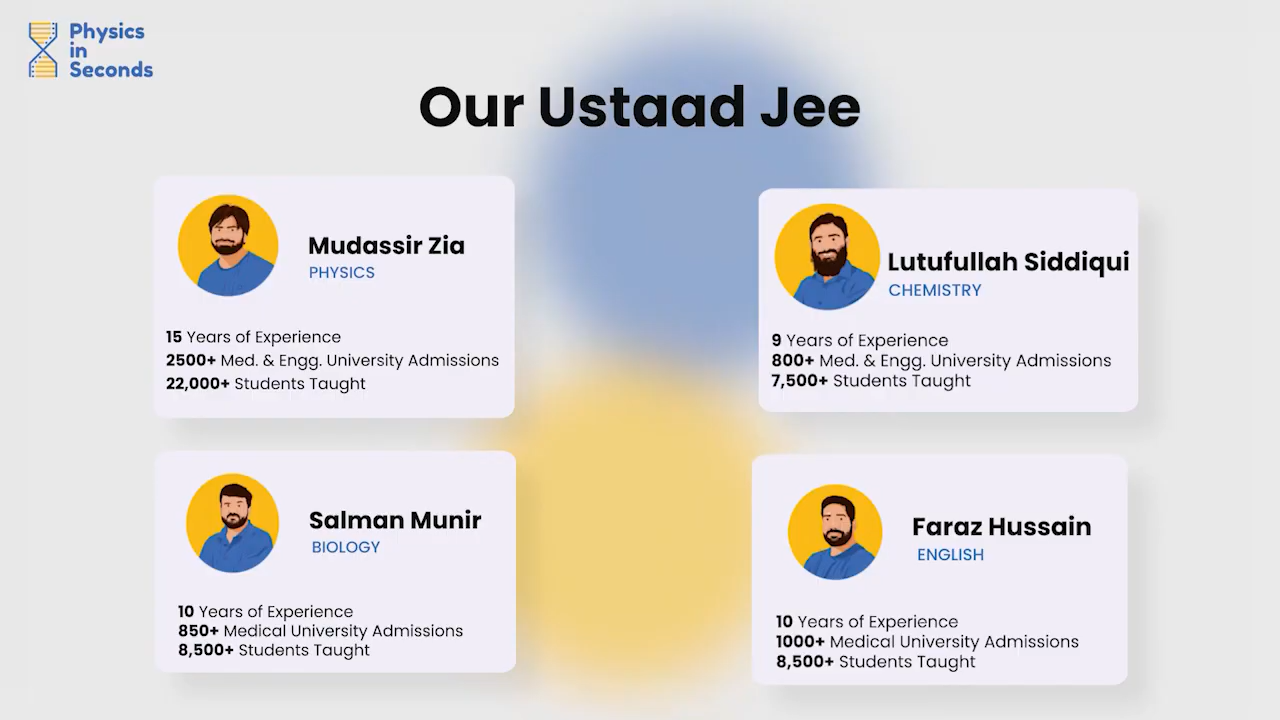 Physics
in
Seconds
Our Ustaad Jee
Mudassir Zia
PHYSICS
15 Years of Experience
2500+ Med. & Engg. University Admissions
22,000+ Students Taught
Lutufullah Siddiqui
CHEMISTRY
9 Years of Experience
800+ Med. & Engg. University Admissions
7,500+ Students Taught
Salman Munir
BIOLOGY
10 Years of Experience
850+ Medical University Admissions
8,500+ Students Taught
Faraz Hussain
ENGLISH
10 Years of Experience
1000+ Medical University Admissions
8,500+ Students Taught